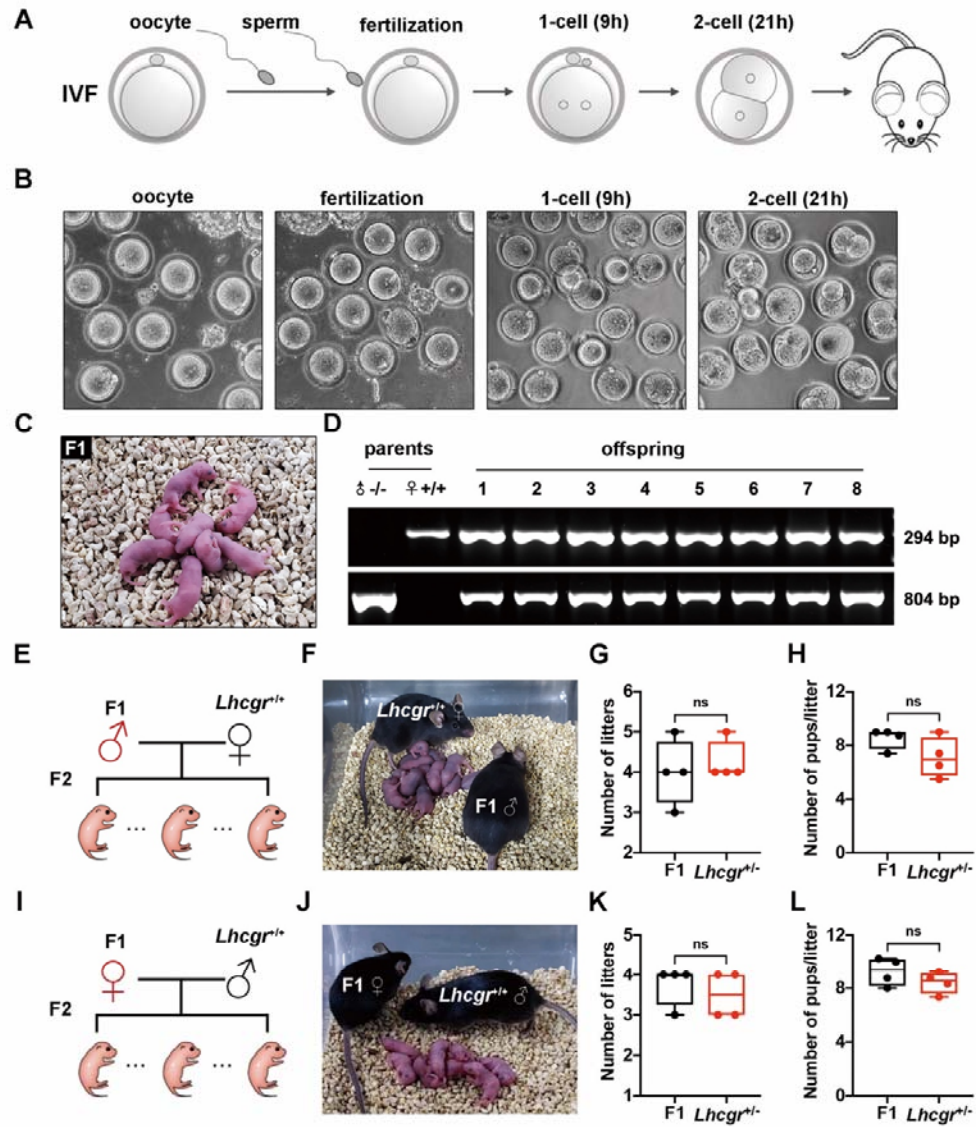 A
oocyte sperm fertilization 1-cell (9h) 2-cell (21h)
IVF
B
oocyte fertilization 1-cell (9h) 2-cell (21h)
C
F1
D
parents offspring
♂ -/- ♀ +/+ 1 2 3 4 5 6 7 8
294 bp
804 bp
E
F1 Lhcgr+/+
♂ ♀
F2
... ...
F
Lhcgr+/+
F1 ♂
G
Number of litters
6
5
4
3
2
ns
F1 Lhcgr+/-
H
Number of pups/litter
12
8
4
0
ns
F1 Lhcgr+/-
I
F1 Lhcgr+/+
♀ ♂
F2
... ...
J
F1 ♀
Lhcgr+/+ ♂
K
Number of litters
5
4
3
2
1
ns
F1 Lhcgr+/-
L
Number of pups/litter
12
8
4
0
ns
F1 Lhcgr+/-